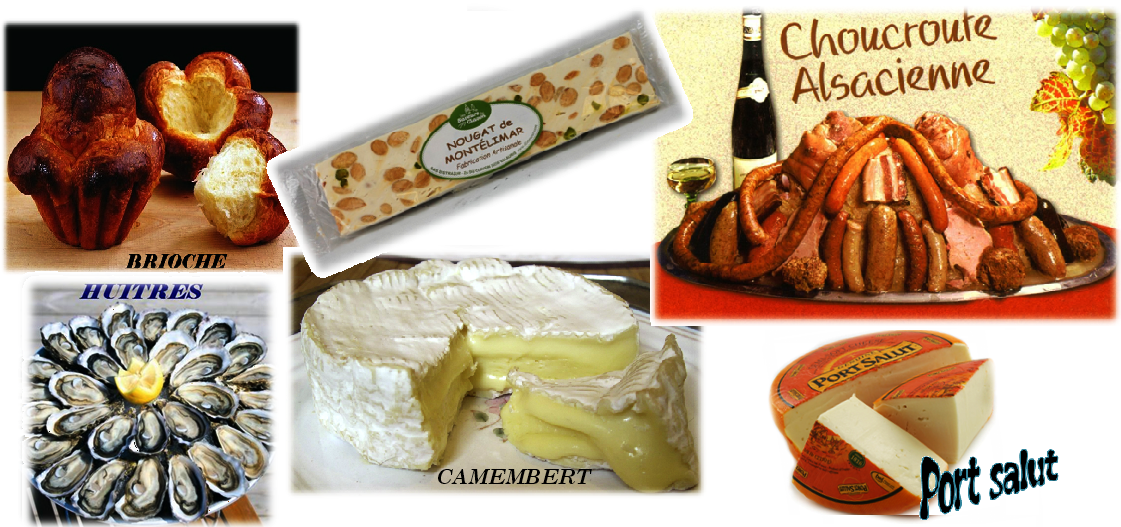 BRIOCHE
NOUGAT de
MONTÉLIMAR
Fabrication Artisanale
Choucroute
Alsacienne
HUITRES
CAMEMBERT
PORT SALUT
Port salut